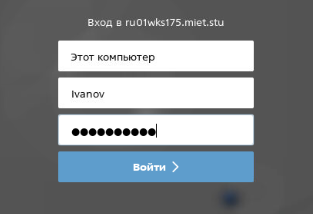 Вход в ru01wks175.miet.stu
Этот компьютер
Ivanov
●●●●●●●●●●
Войти